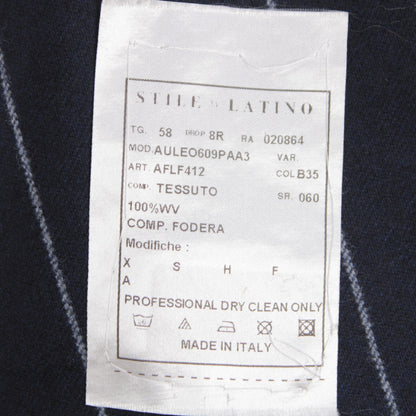 STILE LATINO
TG. 58 DROP 8R RA 020864
MOD.AULEO609PAA3 VAR.
ART. AFLF412 COL.B35
COMP. TESSUTO SR. 060
100%WV
COMP. FODERA
Modifiche :
X S H F
A
PROFESSIONAL DRY CLEAN ONLY
MADE IN ITALY